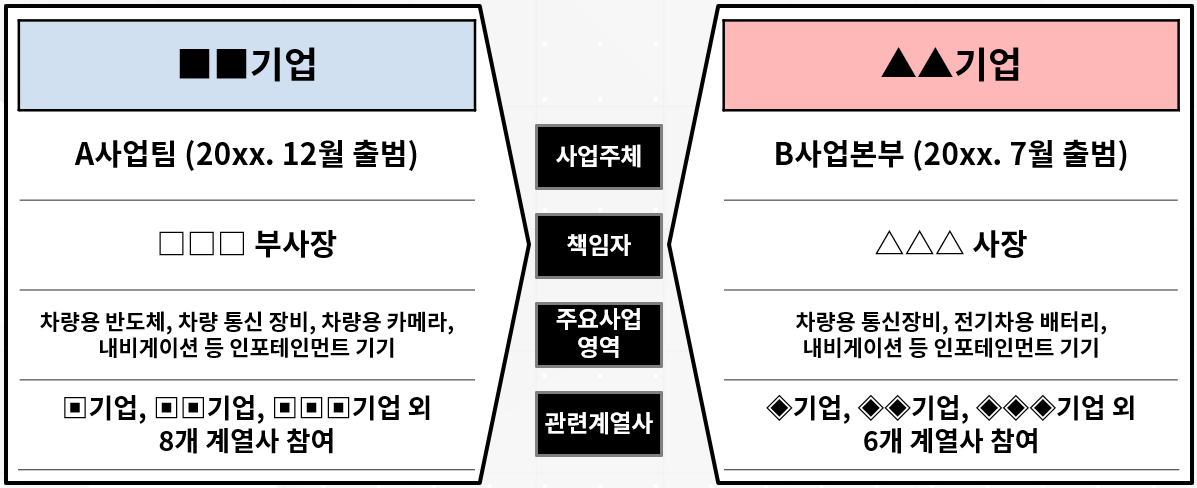 ■■기업
A사업팀 (20xx. 12월 출범)
□□□ 부사장
차량용 반도체, 차량 통신 장비, 차량용 카메라,
내비게이션 등 인포테인먼트 기기
▣기업, ▣▣기업, ▣▣▣기업 외
8개 계열사 참여
사업주체
책임자
주요사업
영역
관련계열사
▲▲기업
B사업본부 (20xx. 7월 출범)
△△△ 사장
차량용 통신장비, 전기차용 배터리,
내비게이션 등 인포테인먼트 기기
◈기업, ◈◈기업, ◈◈◈기업 외
6개 계열사 참여